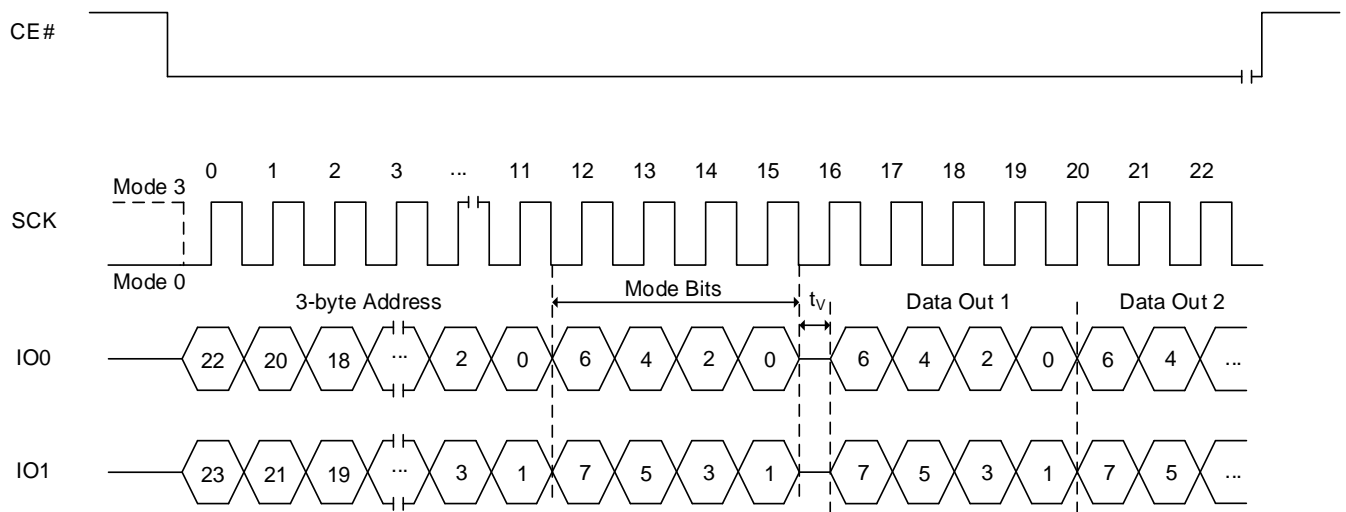 CE#
0 1 2 3 ... 11 12 13 14 15 16 17 18 19 20 21 22
Mode 3
SCK
Mode 0
3-byte Address Mode Bits tV Data Out 1 Data Out 2
IO0 22 20 18 ... 2 0 6 4 2 0 6 4 2 0 6 4 ...
IO1 23 21 19 ... 3 1 7 5 3 1 7 5 3 1 7 5 ...